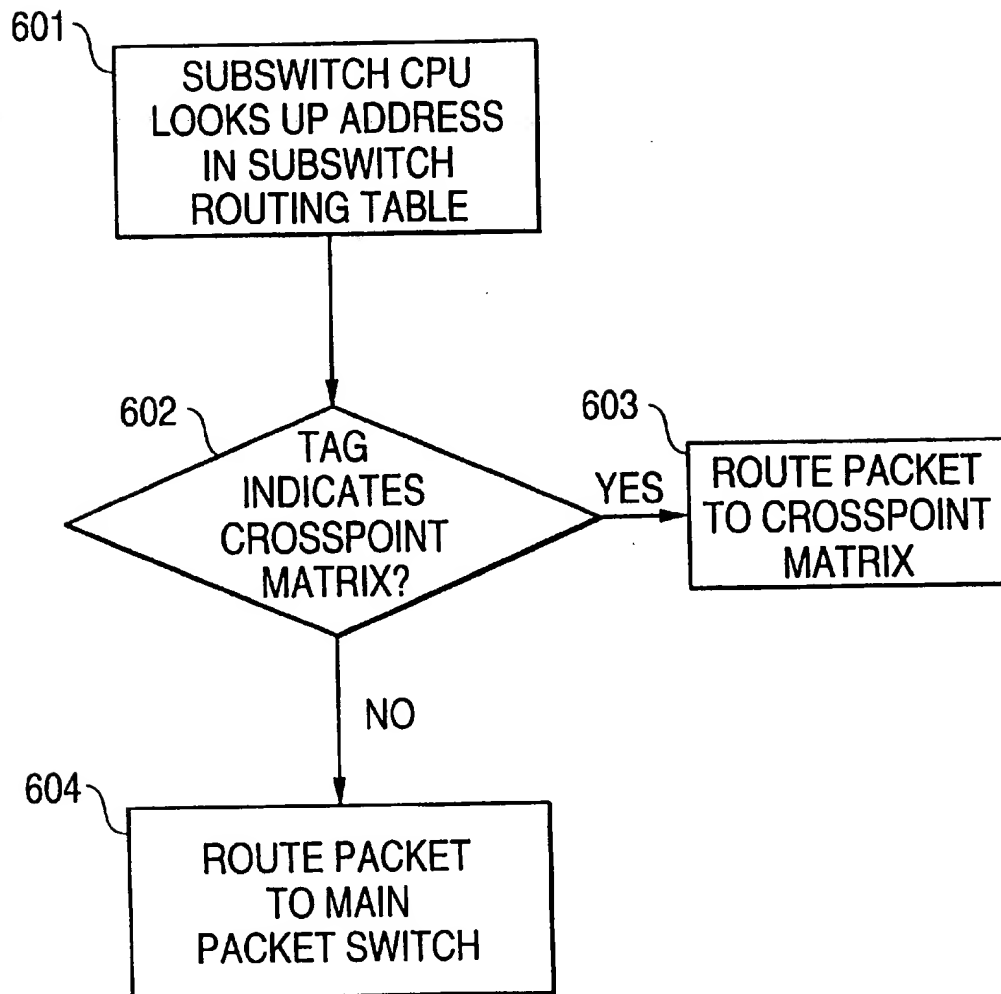 601
SUBSWITCH CPU
LOOKS UP ADDRESS
IN SUBSWITCH
ROUTING TABLE
602
TAG
INDICATES
CROSSPOINT
MATRIX?
YES
603
ROUTE PACKET
TO CROSSPOINT
MATRIX
NO
604
ROUTE PACKET
TO MAIN
PACKET SWITCH